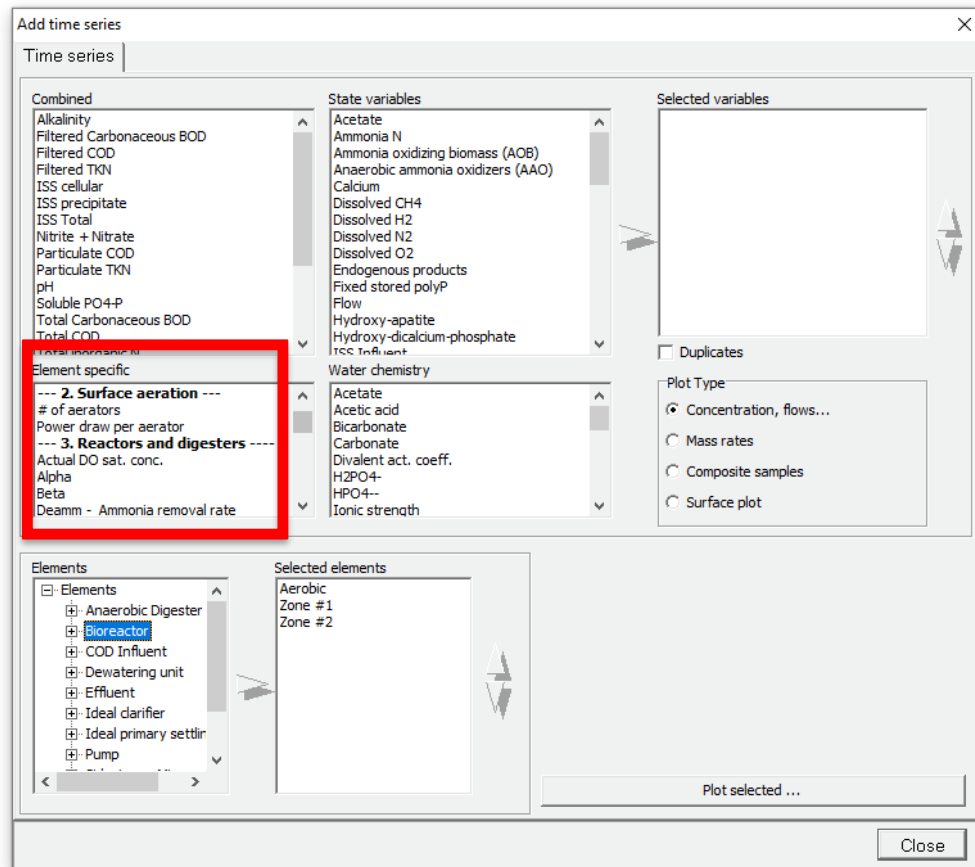 Add time series
Time series
Combined
Alkalinity
Filtered Carbonaceous BOD
Filtered COD
Filtered TKN
ISS cellular
ISS precipitate
ISS Total
Nitrite + Nitrate
Particulate COD
Particulate TKN
pH
Soluble PO4-P
Total Carbonaceous BOD
Total COD
Total inorganic N
State variables
Acetate
Ammonia N
Ammonia oxidizing biomass (AOB)
Anaerobic ammonia oxidizers (AAO)
Calcium
Dissolved CH4
Dissolved H2
Dissolved N2
Dissolved O2
Endogenous products
Fixed stored polyP
Flow
Hydroxy-apatite
Hydroxy-dicalcium-phosphate
ISS Influent
Selected variables
Duplicates
Element specific
--- 2. Surface aeration ---
# of aerators
Power draw per aerator
--- 3. Reactors and digesters ----
Actual DO sat. conc.
Alpha
Beta
Deamm - Ammonia removal rate
Water chemistry
Acetate
Acetic acid
Bicarbonate
Carbonate
Divalent act. coeff.
H2PO4-
HPO4--
Ionic strength
Plot Type
Concentration, flows...
Mass rates
Composite samples
Surface plot
Elements
Elements
Anaerobic Digester
Bioreactor
COD Influent
Dewatering unit
Effluent
Ideal clarifier
Ideal primary settlin
Pump
Selected elements
Aerobic
Zone #1
Zone #2
Plot selected ...
Close